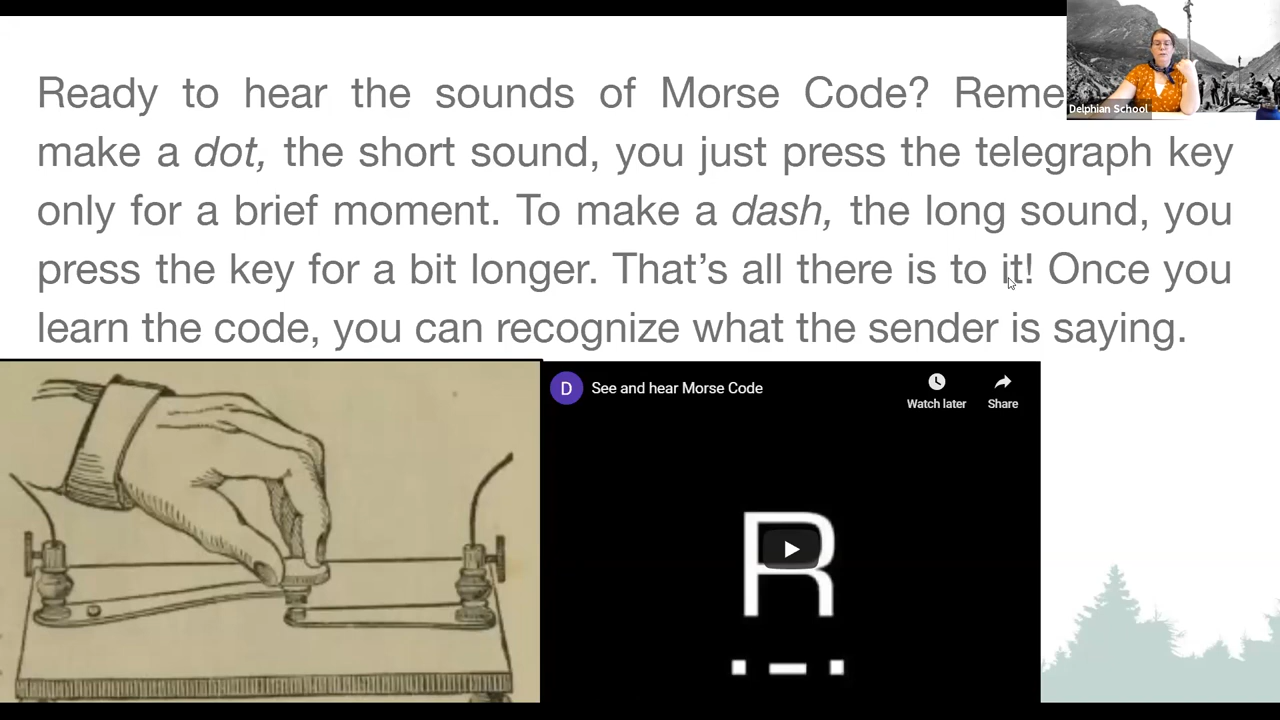 Ready to hear the sounds of Morse Code? Reme
make a dot, the short sound, you just press the telegraph key
only for a brief moment. To make a dash, the long sound, you
press the key for a bit longer. That’s all there is to it! Once you
learn the code, you can recognize what the sender is saying.
Delphian School
D See and hear Morse Code
Watch later Share
R